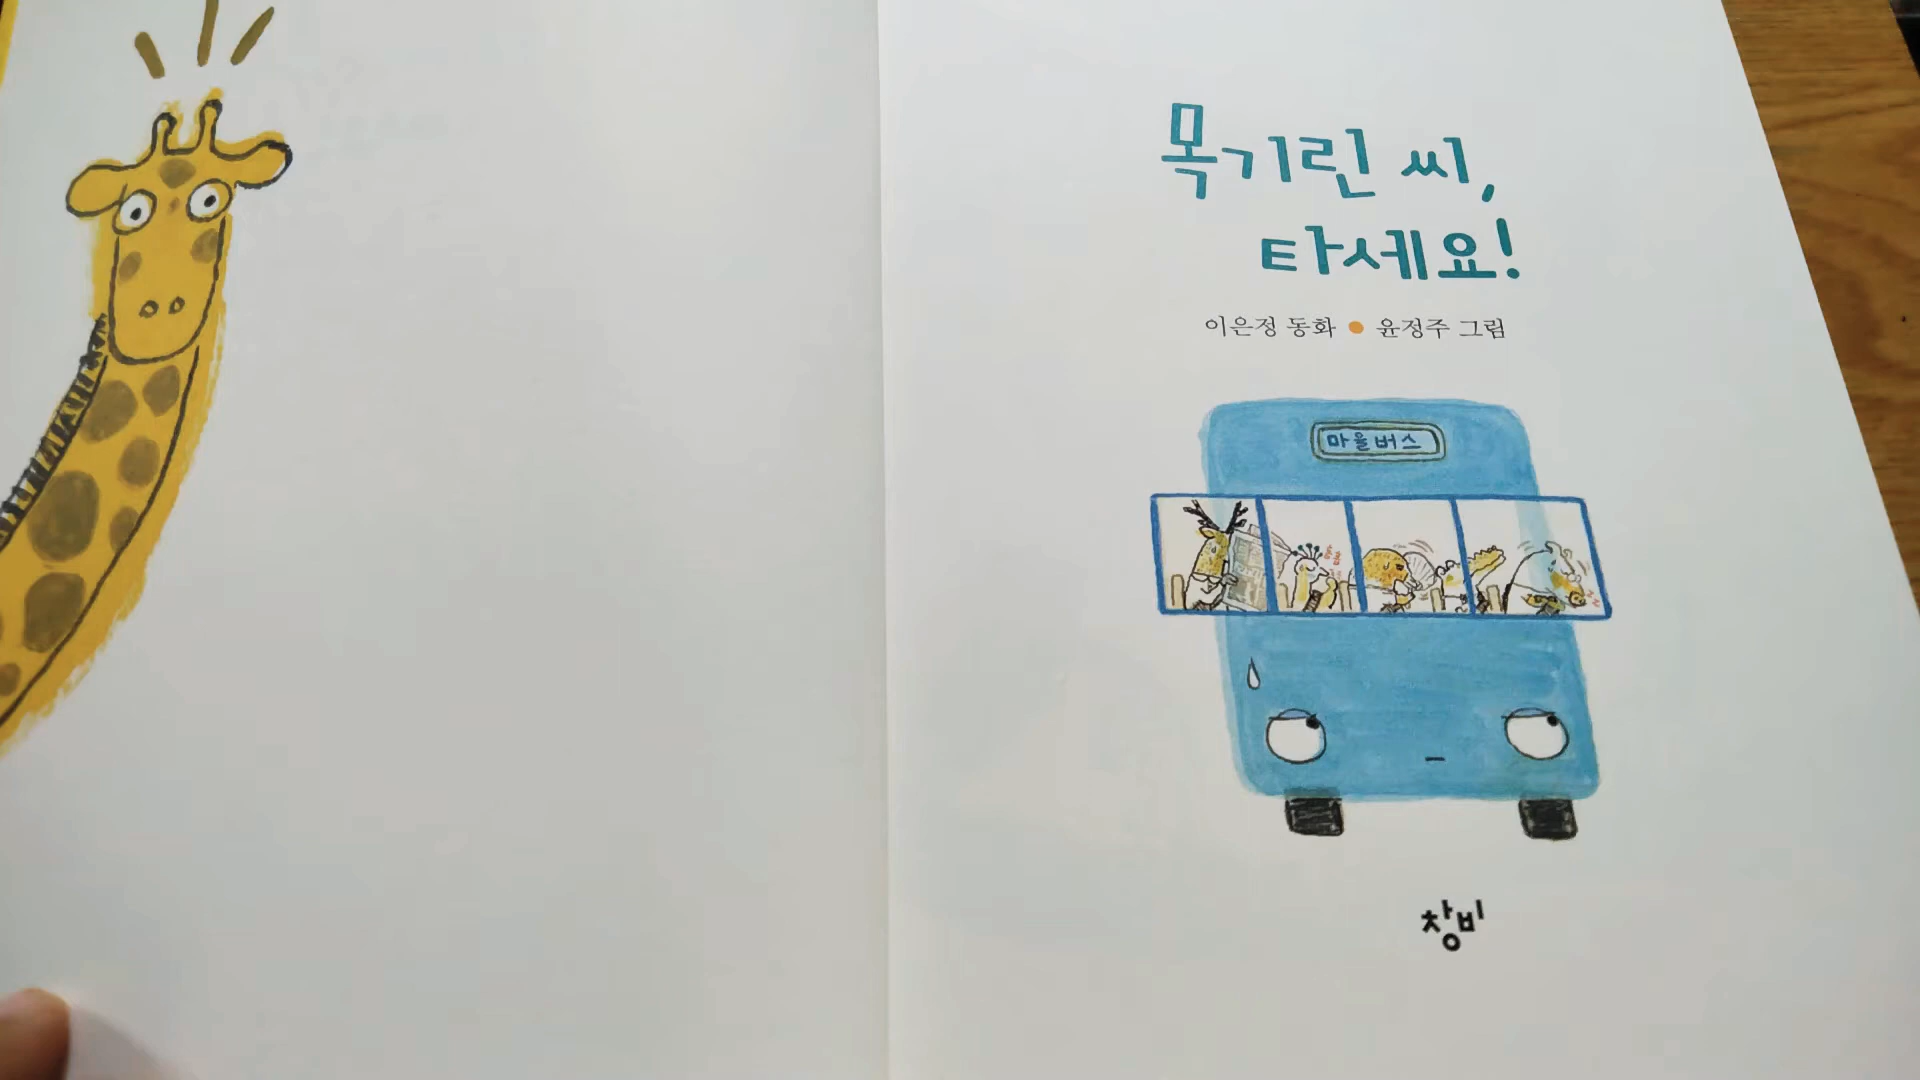 목기린 씨,
타세요!
이은정 동화 ● 윤정주 그림
마을버스
창비